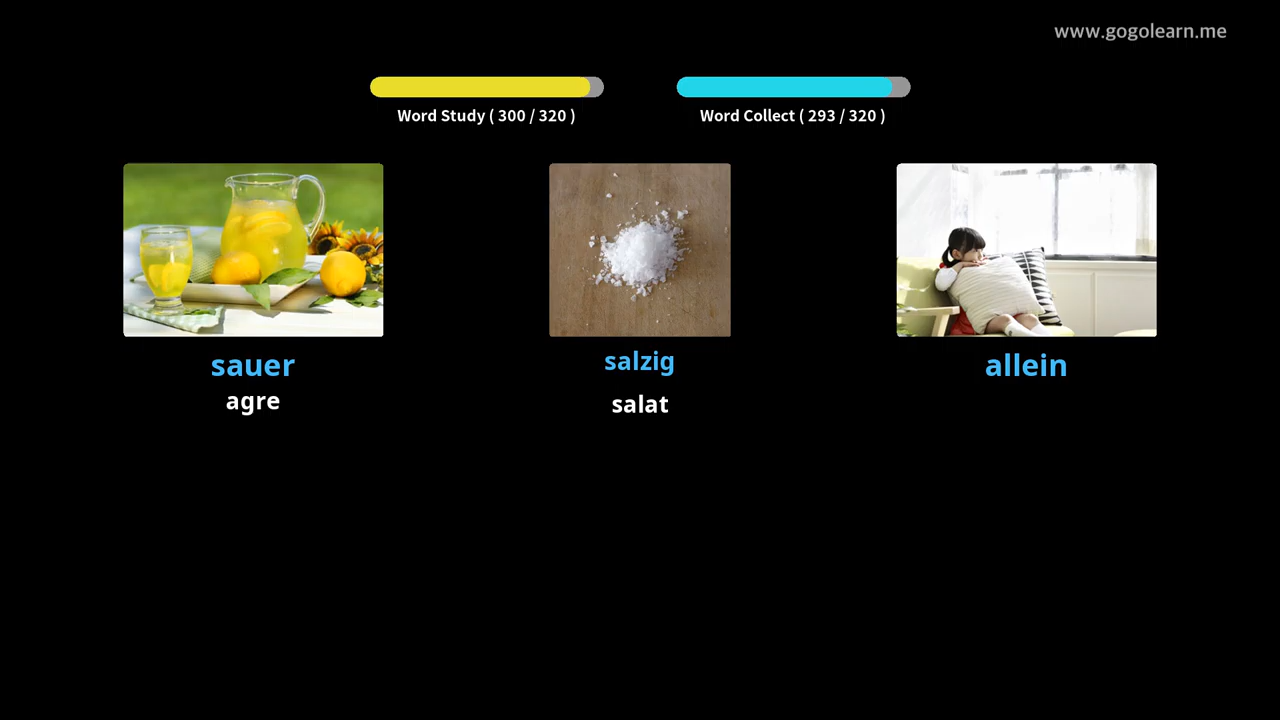 www.gogolearn.me
Word Study ( 300 / 320 )
Word Collect ( 293 / 320 )
sauer
agre
salzig
salat
allein